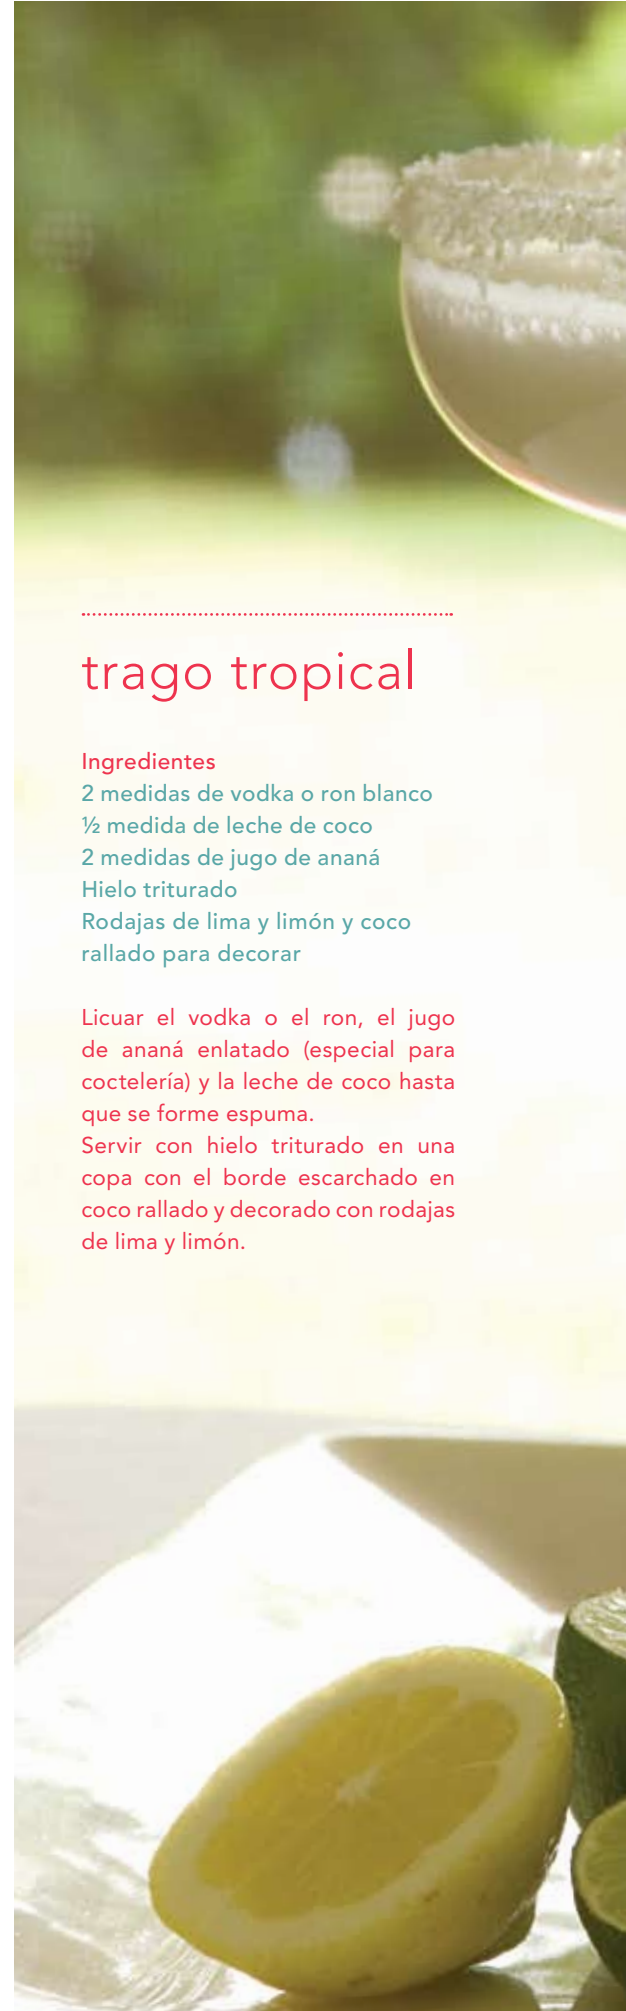 trago tropical
Ingredientes
2 medidas de vodka o ron blanco
½ medida de leche de coco
2 medidas de jugo de ananá
Hielo triturado
Rodajas de lima y limón y coco
rallado para decorar
Licuar el vodka o el ron, el jugo
de ananá enlatado (especial para
coctelería) y la leche de coco hasta
que se forme espuma.
Servir con hielo triturado en una
copa con el borde escarchado en
coco rallado y decorado con rodajas
de lima y limón.